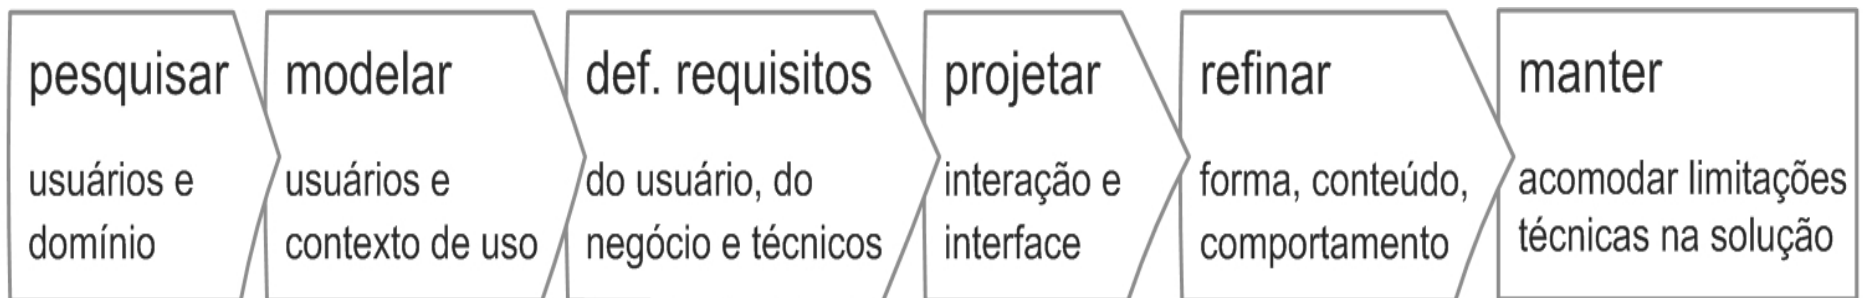 pesquisar
usuários e
domínio
modelar
usuários e
contexto de uso
def. requisitos
do usuário, do
negócio e técnicos
projetar
interação e
interface
refinar
forma, conteúdo,
comportamento
manter
acomodar limitações
técnicas na solução